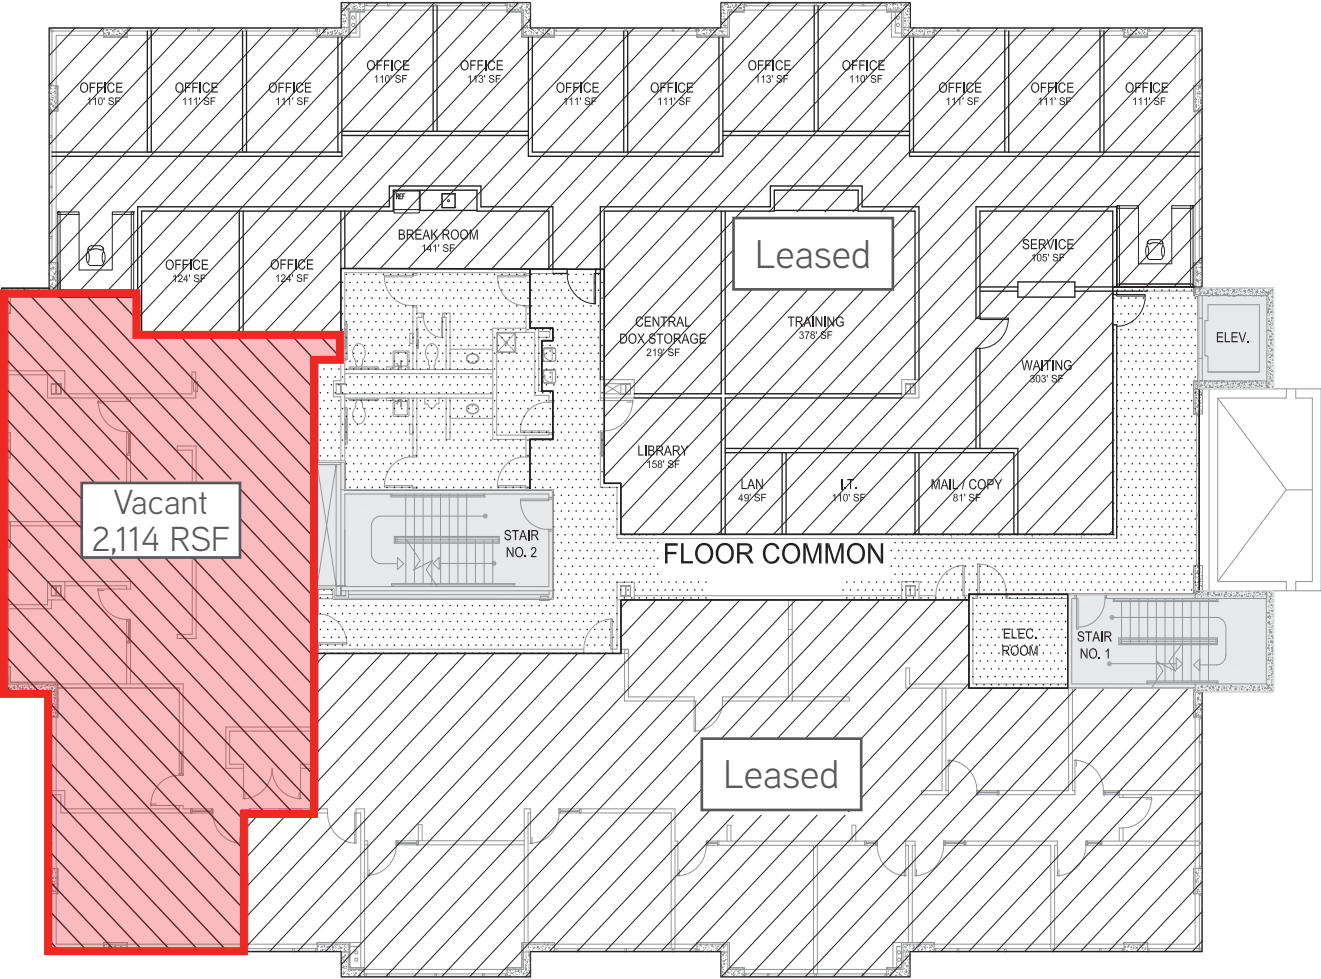 OFFICE
110' SF
OFFICE
113' SF
OFFICE
113' SF
OFFICE
110' SF
OFFICE
110' SF
OFFICE
111' SF
OFFICE
111' SF
OFFICE
111' SF
OFFICE
111' SF
OFFICE
111' SF
OFFICE
111' SF
OFFICE
111' SF
REF
BREAK ROOM
141' SF
OFFICE
124' SF
OFFICE
124' SF
Leased
SERVICE
105' SF
CENTRAL
DOX STORAGE
219' SF
TRAINING
378' SF
ELEV.
WAITING
303' SF
LIBRARY
158' SF
LAN
49' SF
I.T.
110' SF
MAIL / COPY
81' SF
Vacant
2,114 RSF
STAIR
NO. 2
FLOOR COMMON
ELEC.
ROOM
STAIR
NO. 1
Leased